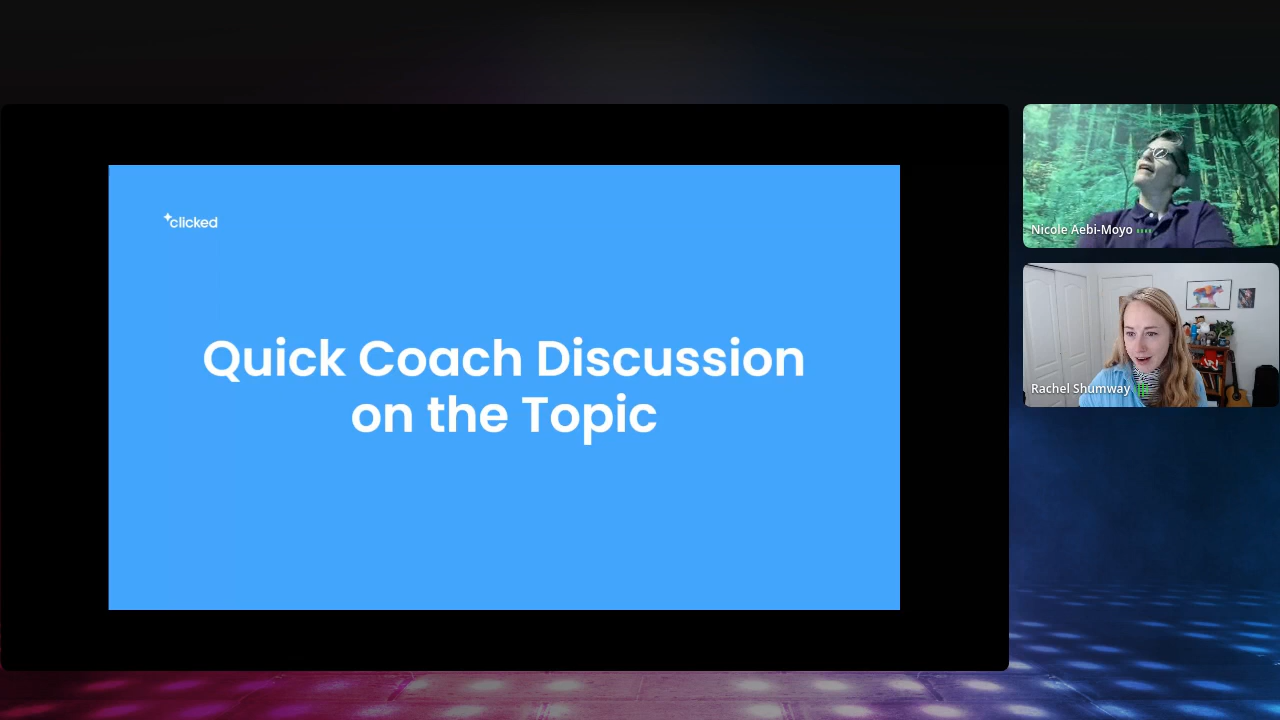 clicked
Quick Coach Discussion
on the Topic
Nicole Aebi-Moyo
Rachel Shumway